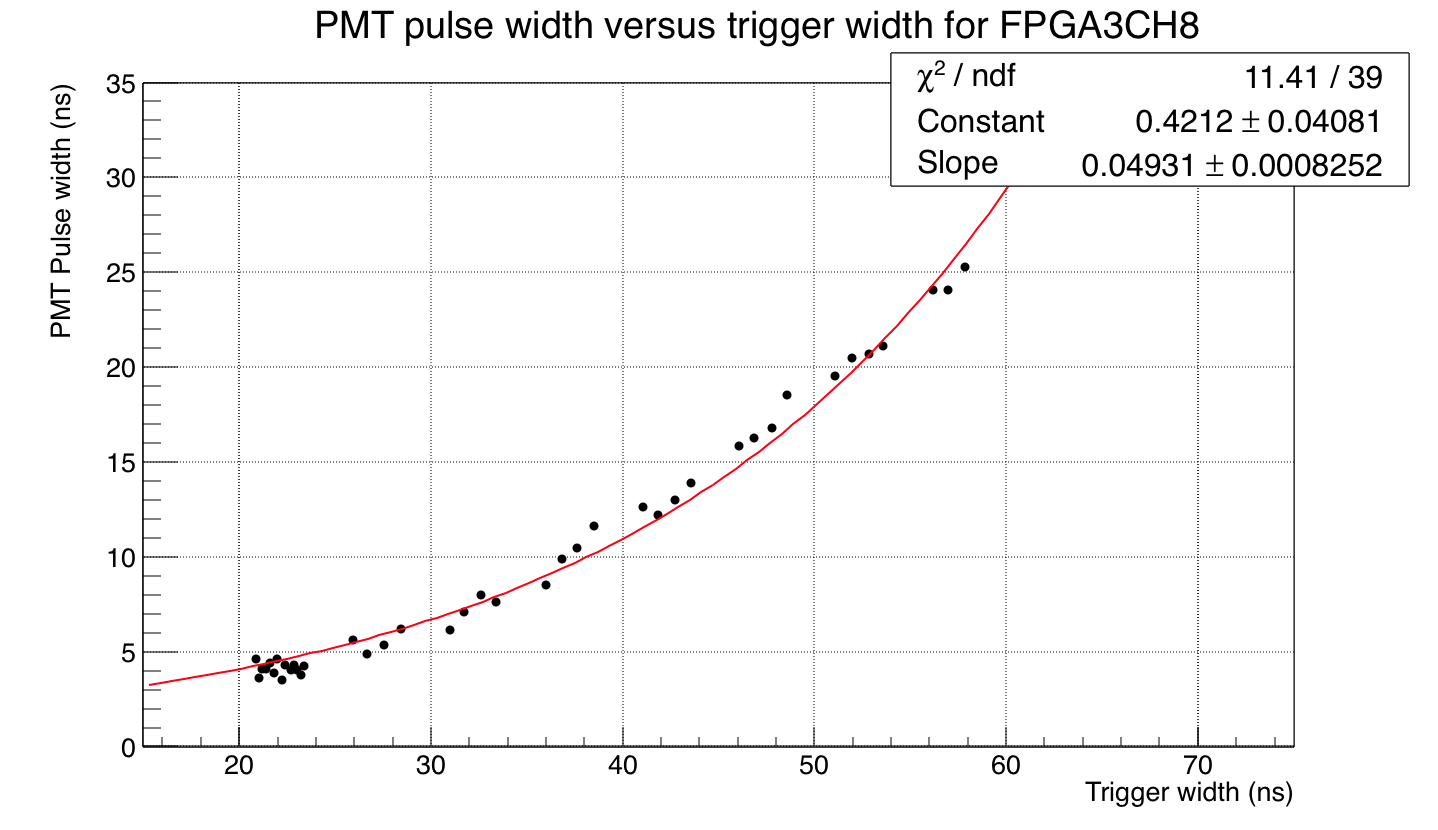 PMT pulse width versus trigger width for FPGA3CH8
χ² / ndf 11.41 / 39
Constant 0.4212 ± 0.04081
Slope 0.04931 ± 0.0008252
PMT Pulse width (ns)
35
30
25
20
15
10
5
0
20 30 40 50 60 70
Trigger width (ns)